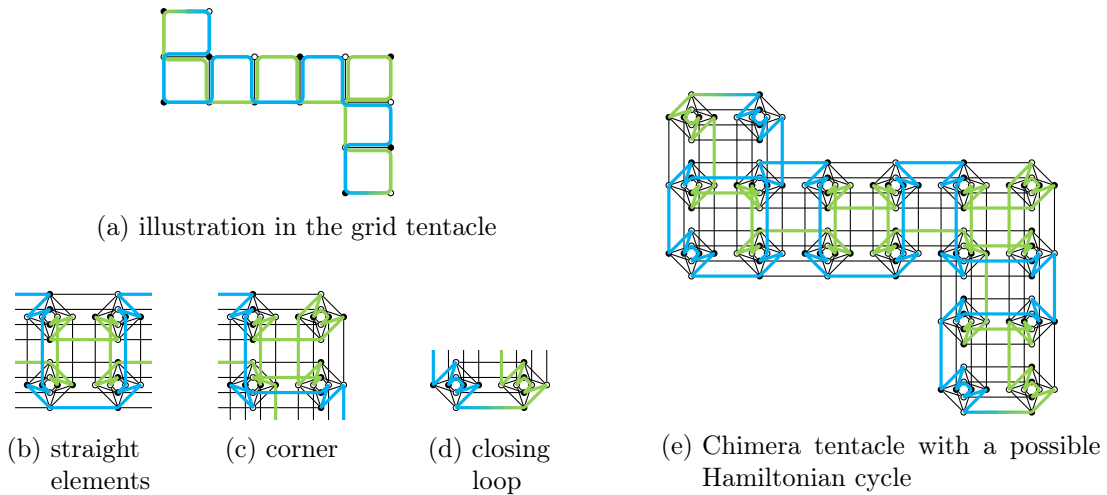 (a) illustration in the grid tentacle
(b) straight
elements
(c) corner
(d) closing
loop
(e) Chimera tentacle with a possible
Hamiltonian cycle